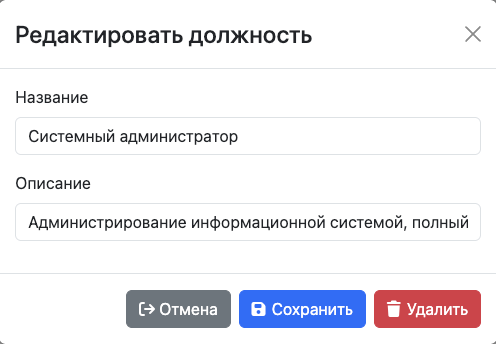 Редактировать должность
Название
Системный администратор
Описание
Администрирование информационной системой, полный
Отмена Сохранить Удалить